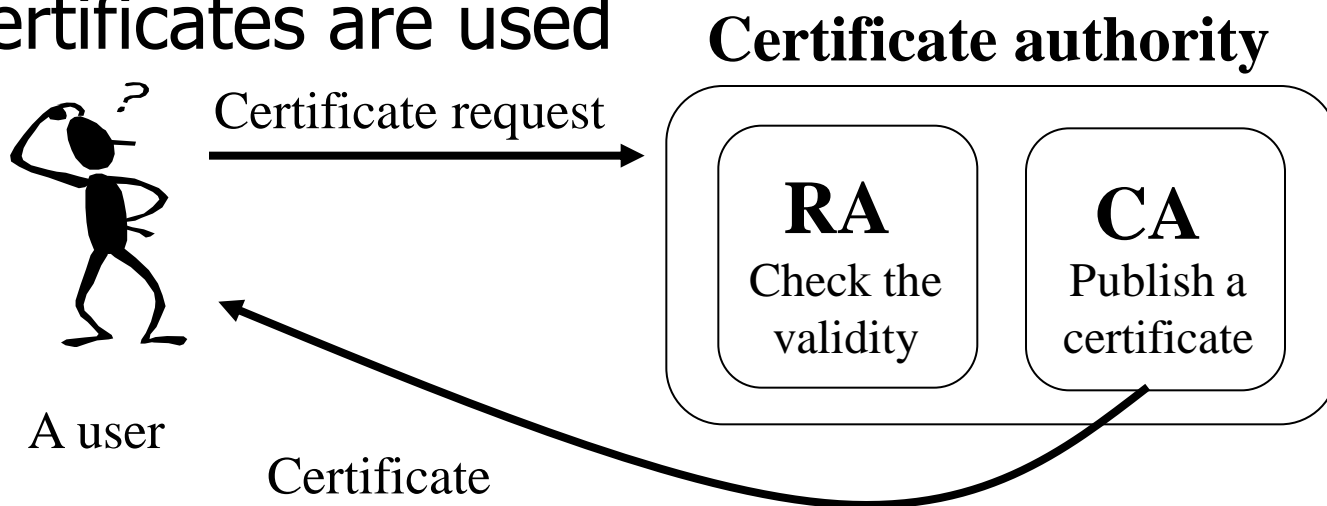 ertificates are used
Certificate authority
?
Certificate request
RA
Check the
validity
CA
Publish a
certificate
A user
Certificate